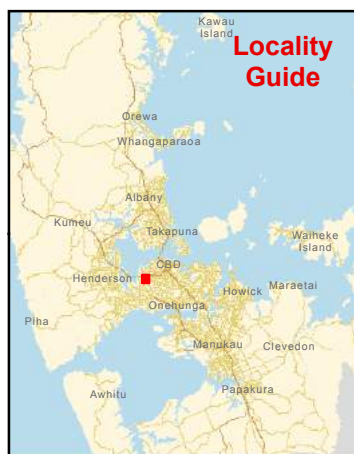 Kawau
Island
Locality
Guide
Orewa
Whangaparaoa
Albany
Kumeu
Takapuna
Waiheke
Island
CBD
Henderson
Howick
Maraetai
Onehunga
Piha
Manukau
Clevedon
Papakura
Awhitu